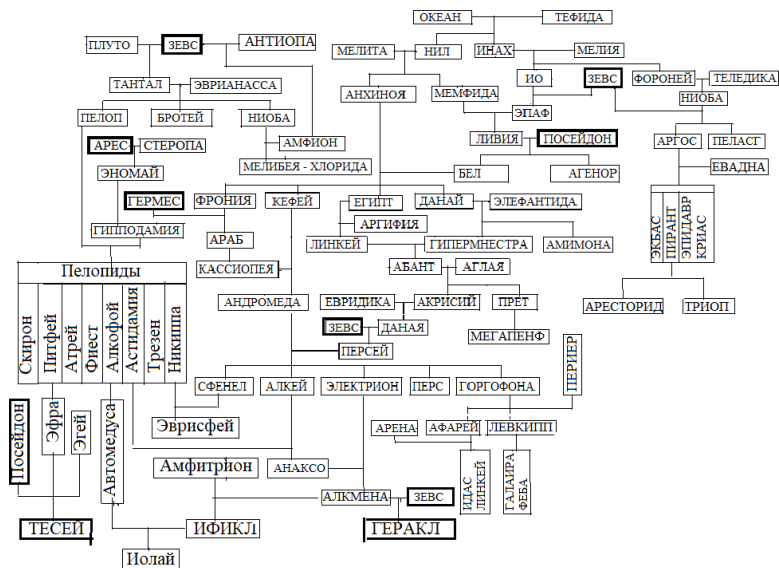 ОКЕАН ТЕФИДА
ПЛУТО ЗЕВС АНТИОПА
МЕЛИТА НИЛ ИНАХ МЕЛИЯ
ТАНТАЛ ЭВРИАНАССА
ИО ЗЕВС ФОРОНЕЙ ТЕЛЕДИКА
АНХИНОЯ МЕМФИДА
НИОБА
ПЕЛОП БРОТЕЙ НИОБА
ЭПАФ
АРЕС СТЕРОПА АМФИОН
ЛИВИЯ ПОСЕЙДОН
АРГОС ПЕЛАСГ
МЕЛИБЕЯ - ХЛОРИДА
ЭНОМАЙ
БЕЛ АГЕНОР
ЕВАДНА
ГЕРМЕС ФРОНИЯ КЕФЕЙ ЕГИПТ ДАНАЙ ЭЛЕФАНТИДА
АРГИФИЯ
ЭКБАС
ПИРАНТ
ЭПИДАВР
КРИАС
ГИППОДАМИЯ АРАБ
ЛИНКЕЙ ГИПЕРМНЕСТРА АМИМОНА
КАССИОПЕЯ
АБАНТ АГЛАЯ
Пелопиды
АНДРОМЕДА
ЕВРИДИКА АКРИСИЙ ПРЕТ
АРЕСТОРИД ТРИОП
Скирон
Питфей
Атрей
Фиест
Алкофой
Астидамия
Трезен
Никиппа
ЗЕВС ДАНАЯ
МЕГАПЕНФ
ПЕРСЕЙ
ПЕРИЕР
СФЕНЕЛ АЛКЕЙ ЭЛЕКТРИОН ПЕРС ГОРГОФОНА
Посейдон
Эфра
Эгей
Автомедуса
Эврисфей
АРЕНА АФАРЕЙ ЛЕВКИПП
Амфитрион АНАКСО
ИДАС
ЛИНКЕЙ
ГАЛАИРА
ФЕБА
АЛКМЕНА ЗЕВС
ТЕСЕЙ ИФИКЛ ГЕРАКЛ
Иолай